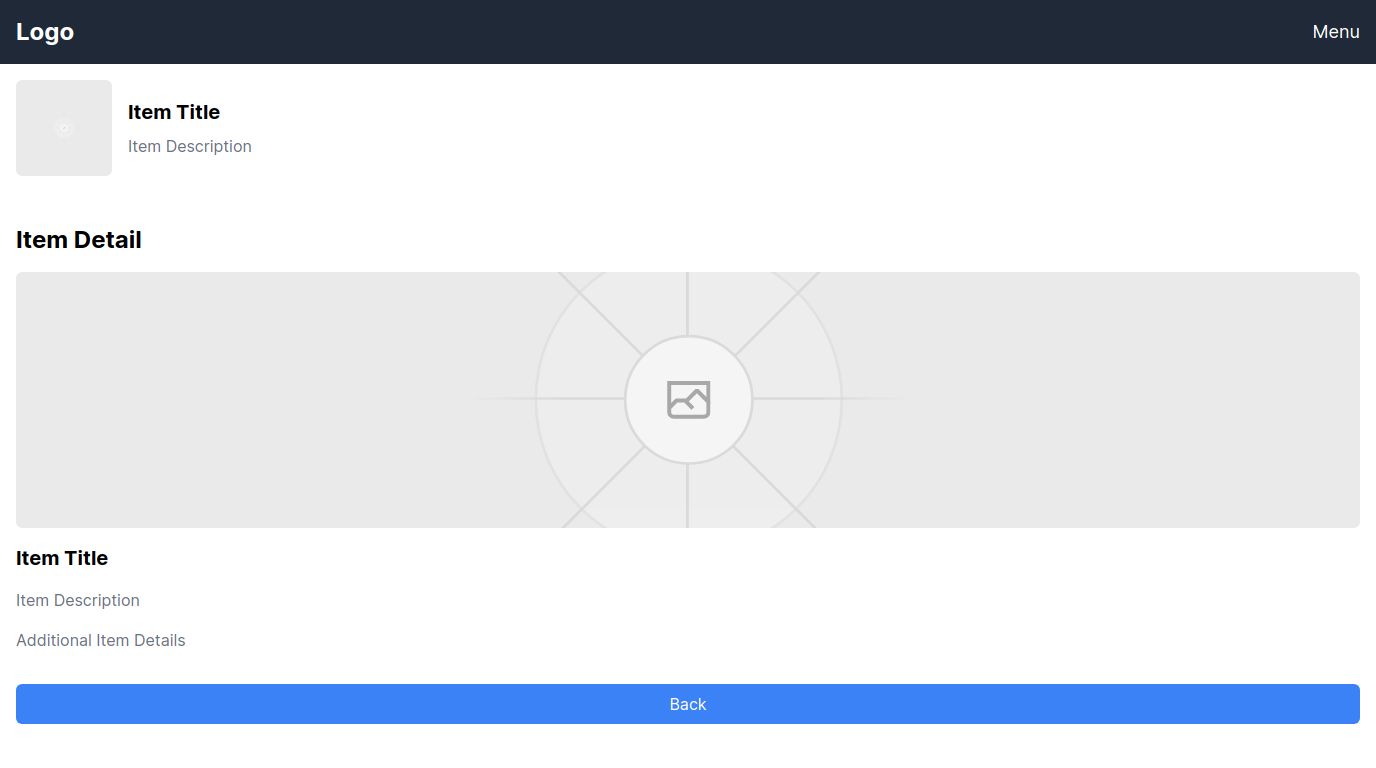 Logo
Menu
Item Title
Item Description
Item Detail
Item Title
Item Description
Additional Item Details
Back